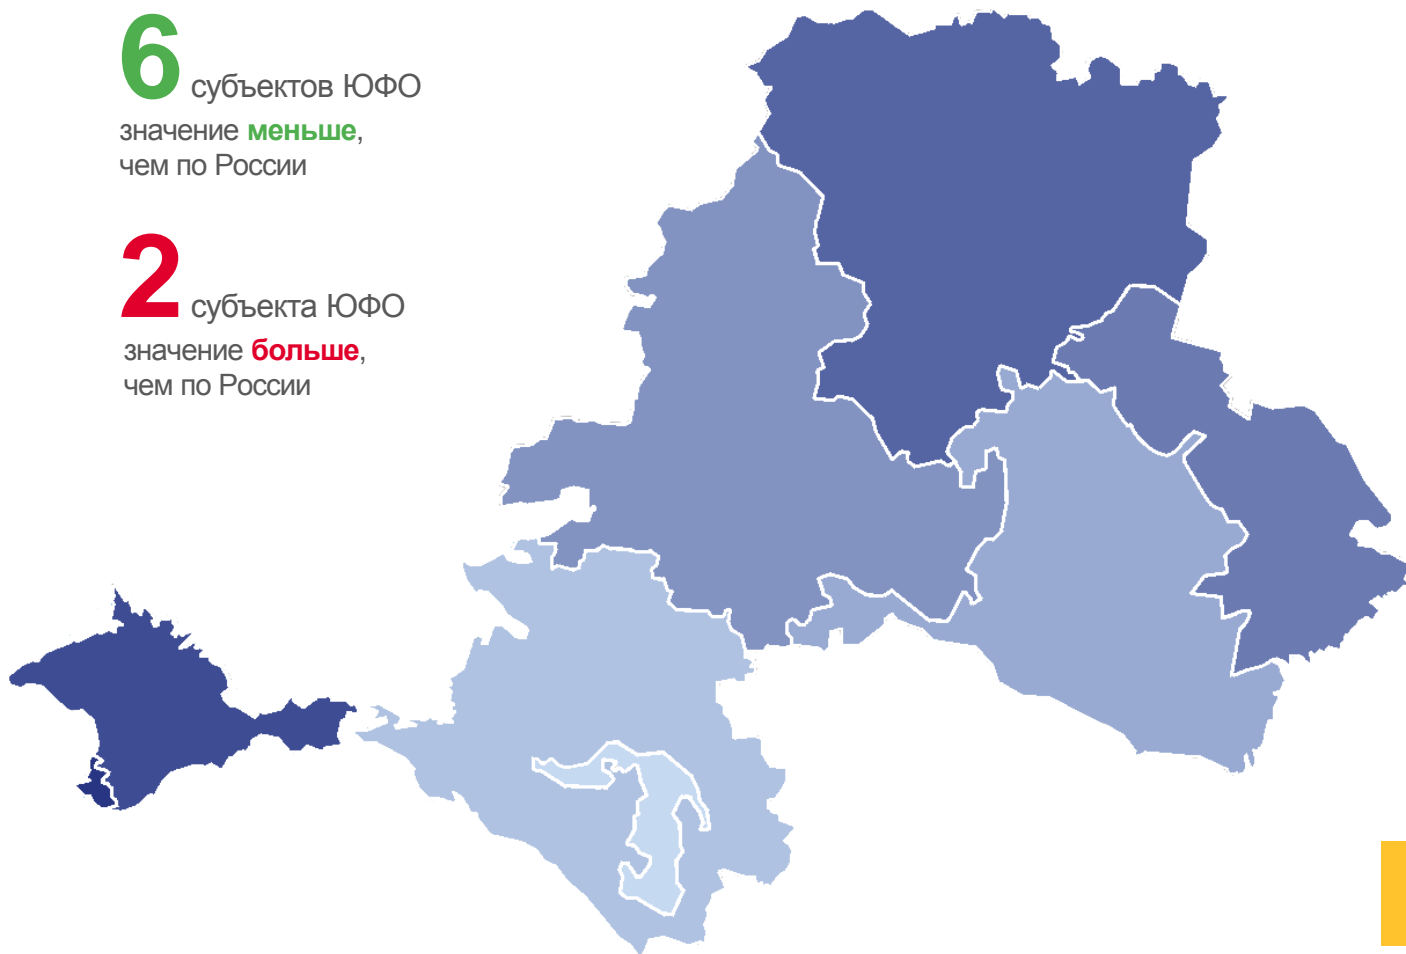 6 субъектов ЮФО
значение меньше,
чем по России
2 субъекта ЮФО
значение больше,
чем по России